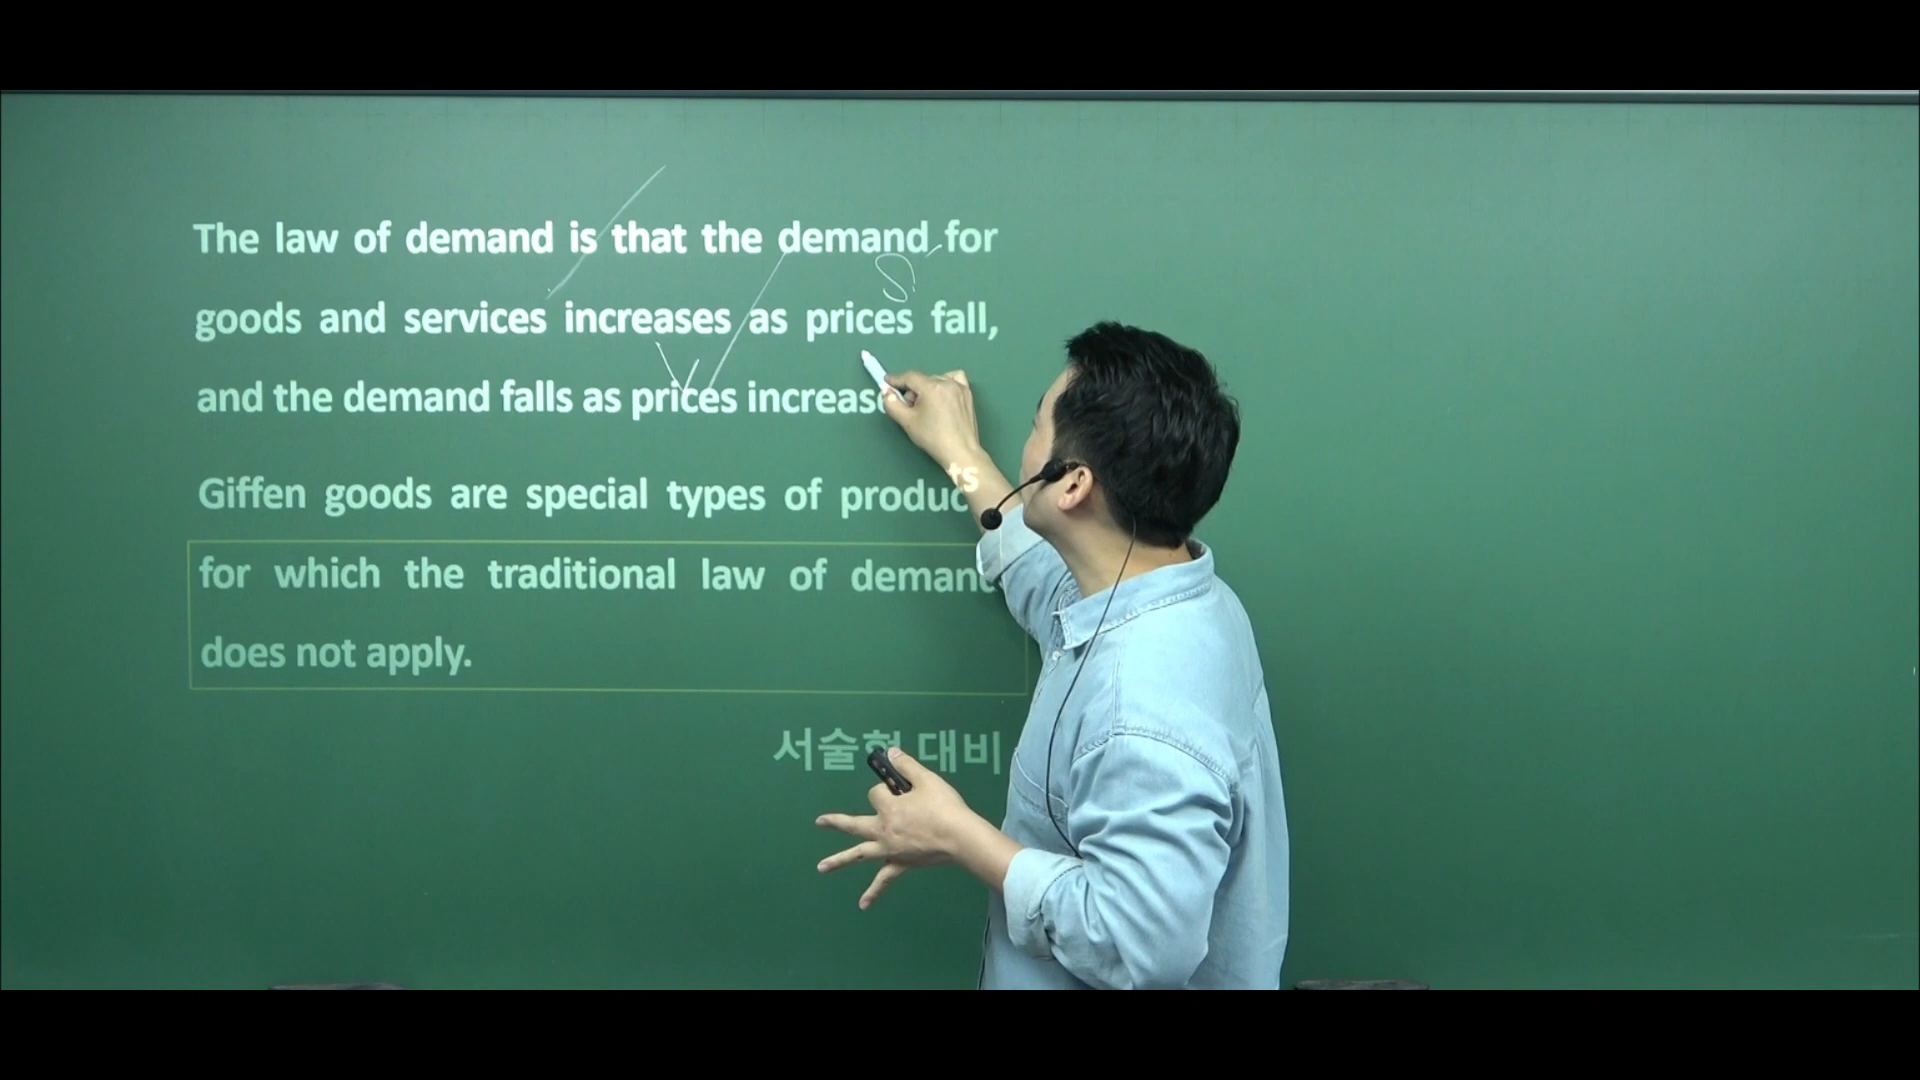 The law of demand is that the demand for
S
goods and services increases as prices fall,
V
and the demand falls as prices
Giffen goods are special types of products
for which the traditional law of demand
does not apply.
서술형 대비